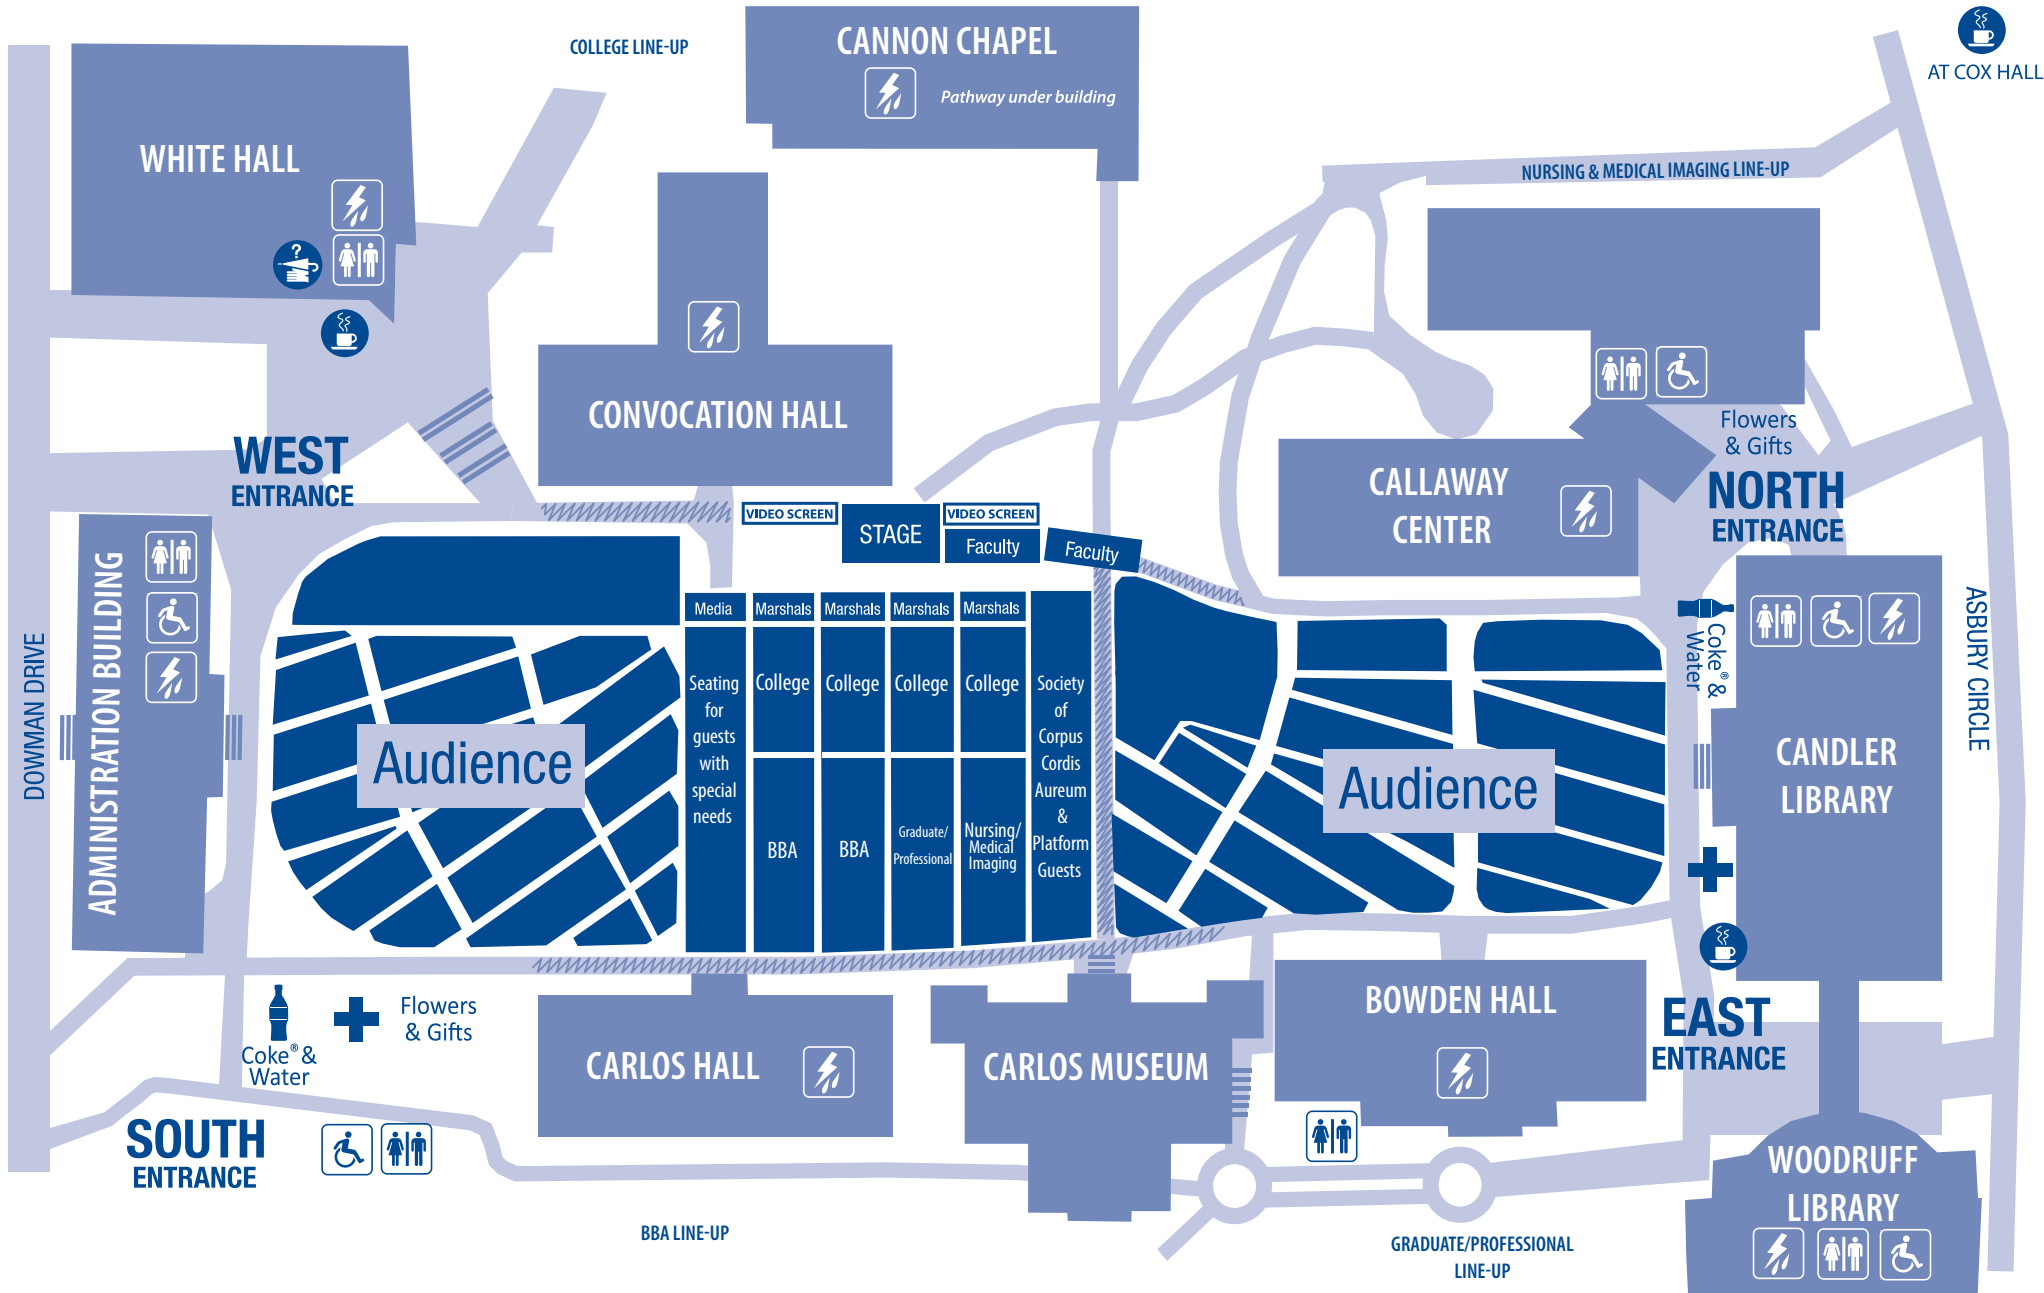 COLLEGE LINE-UP
CANNON CHAPEL
Pathway under building
AT COX HALL
WHITE HALL
NURSING & MEDICAL IMAGING LINE-UP
?
CONVOCATION HALL
Flowers
& Gifts
WEST
ENTRANCE
CALLAWAY
CENTER
NORTH
ENTRANCE
VIDEO SCREEN
STAGE
VIDEO SCREEN
Faculty
Faculty
ADMINISTRATION BUILDING
DOWMAN DRIVE
ASBURY CIRCLE
Media
Marshals
Marshals
Marshals
Marshals
Coke® &
Water
Seating
for
guests
with
special
needs
College
College
College
College
Society
of
Corpus
Cordis
Aureum
&
Platform
Guests
Audience
Audience
CANDLER
LIBRARY
BBA
BBA
Graduate/
Professional
Nursing/
Medical
Imaging
Coke® &
Water
Flowers
& Gifts
CARLOS HALL
CARLOS MUSEUM
BOWDEN HALL
EAST
ENTRANCE
SOUTH
ENTRANCE
WOODRUFF
LIBRARY
BBA LINE-UP
GRADUATE/PROFESSIONAL
LINE-UP